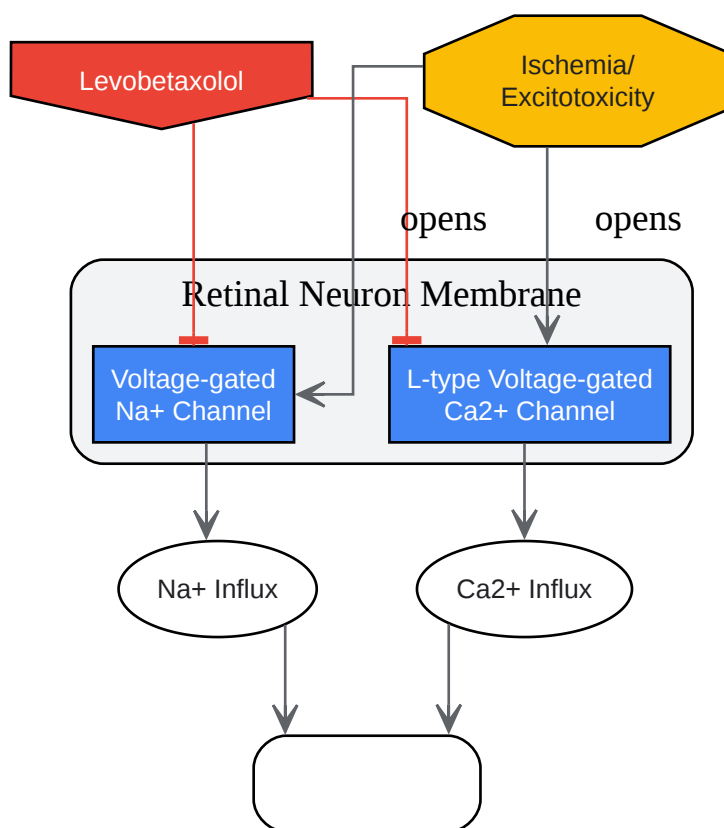 Levobetaxolol
Ischemia/
Excitotoxicity
opens
opens
Retinal Neuron Membrane
Voltage-gated
Na+ Channel
L-type Voltage-gated
Ca2+ Channel
Na+ Influx
Ca2+ Influx